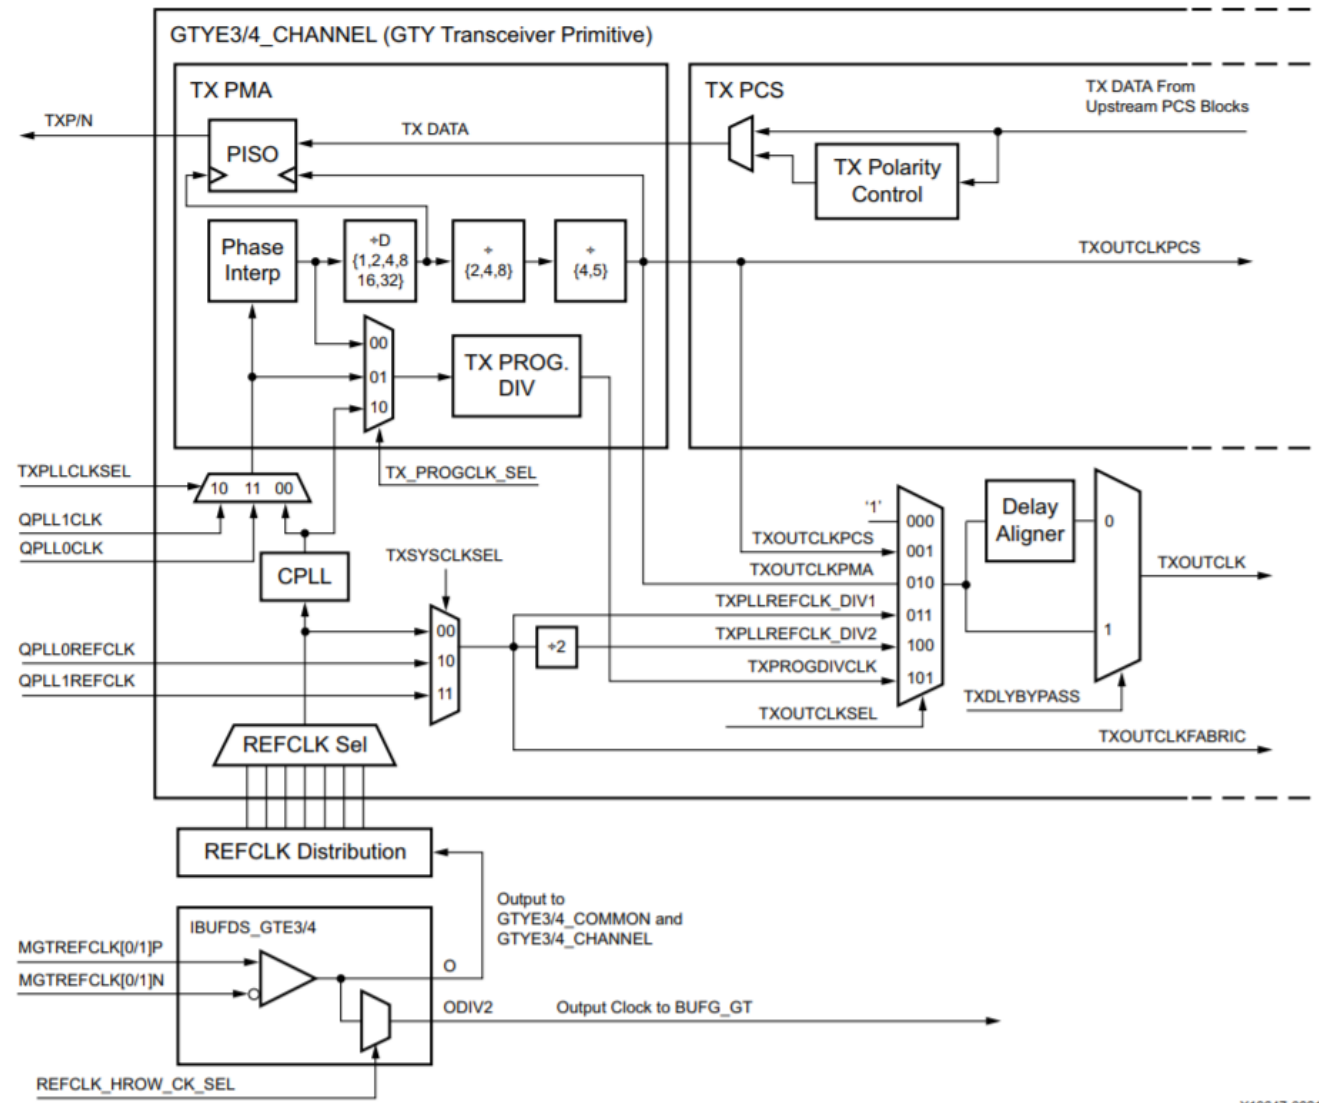 GTYE3/4_CHANNEL (GTY Transceiver Primitive)
TX PMA
TX PCS
TX DATA From
Upstream PCS Blocks
TXP/N
TX DATA
PISO
TX Polarity
Control
Phase
Interp
÷D
{1,2,4,8
16,32}
÷
{2,4,8}
÷
{4,5}
TXOUTCLKPCS
00
01
10
TX PROG.
DIV
TXPLLCLKSEL
10 11 00
TX_PROGCLK_SEL
QPLL1CLK
QPLL0CLK
CPLL
TXSYSCLKSEL
'1'
000
TXOUTCLKPCS
001
TXOUTCLKPMA
010
TXPLLREFCLK_DIV1
011
TXPLLREFCLK_DIV2
100
TXPROGDIVCLK
101
TXOUTCLKSEL
Delay
Aligner
0
1
TXOUTCLK
TXDLYBYPASS
TXOUTCLKFABRIC
QPLL0REFCLK
QPLL1REFCLK
00
10
11
÷2
REFCLK Sel
REFCLK Distribution
Output to
GTYE3/4_COMMON and
GTYE3/4_CHANNEL
IBUFDS_GTE3/4
MGTREFCLK[0/1]P
MGTREFCLK[0/1]N
O
ODIV2
Output Clock to BUFG_GT
REFCLK_HROW_CK_SEL